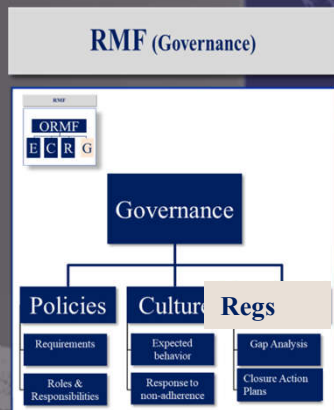 RMF (Governance)
RMF
ORMF
E C R G
Governance
Policies
Culture
Regs
Requirements
Roles &
Responsibilities
Expected
behavior
Response to
non-adherence
Gap Analysis
Closure Action
Plans